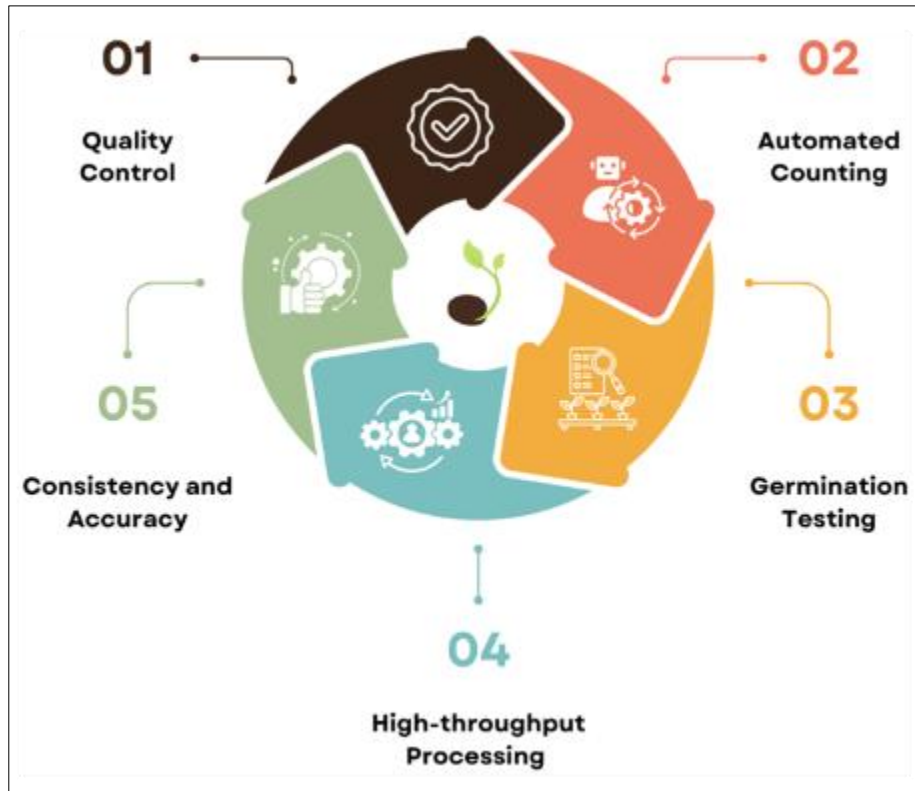 01
Quality
Control
02
Automated
Counting
03
Germination
Testing
04
High-throughput
Processing
05
Consistency and
Accuracy